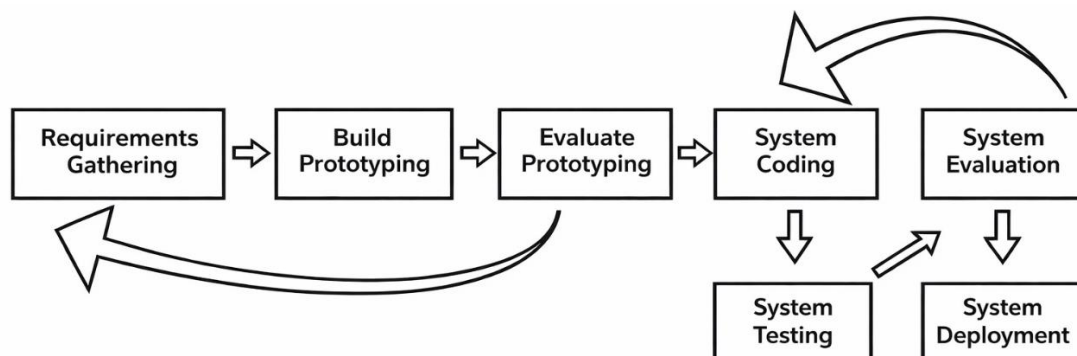 Requirements
Gathering
Build
Prototyping
Evaluate
Prototyping
System
Coding
System
Evaluation
System
Testing
System
Deployment